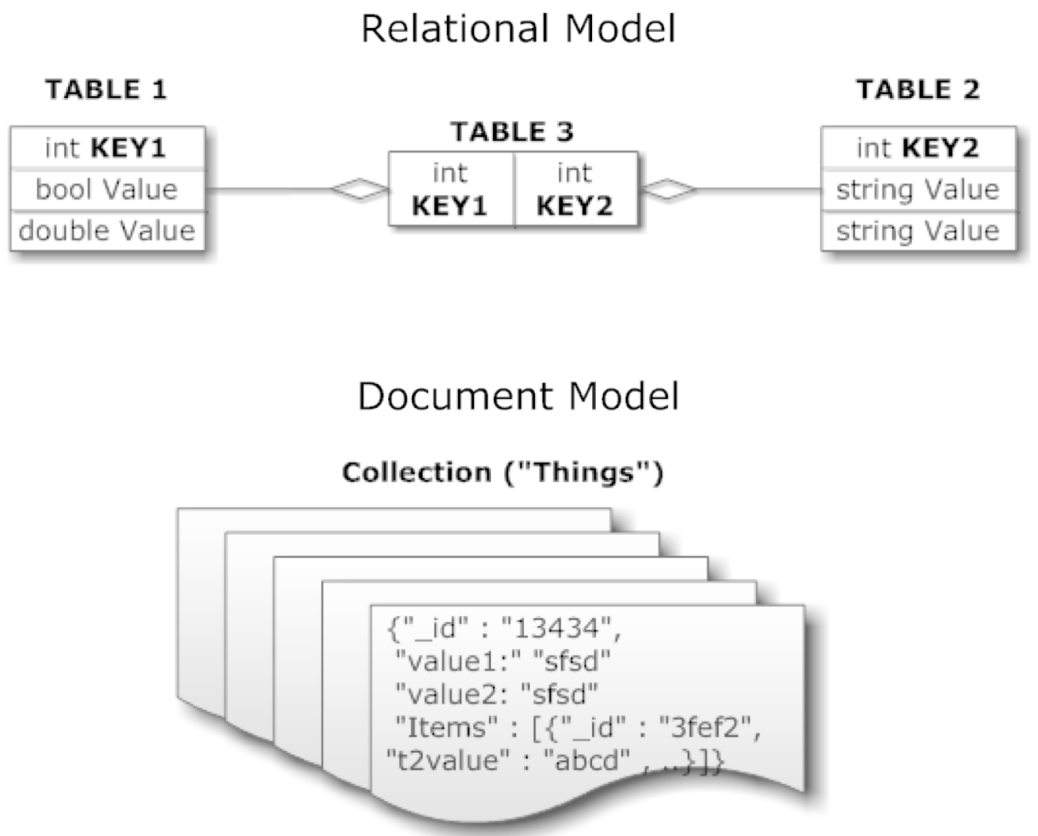 Relational Model
TABLE 1
int KEY1
bool Value
double Value
TABLE 3
int KEY1
int KEY2
TABLE 2
int KEY2
string Value
string Value
Document Model
Collection ("Things")
{"_id" : "13434",
"value1:" "sfsd"
"value2: "sfsd"
"Items" : [{"_id" : "3fef2",
"t2value" : "abcd" , ..}]}